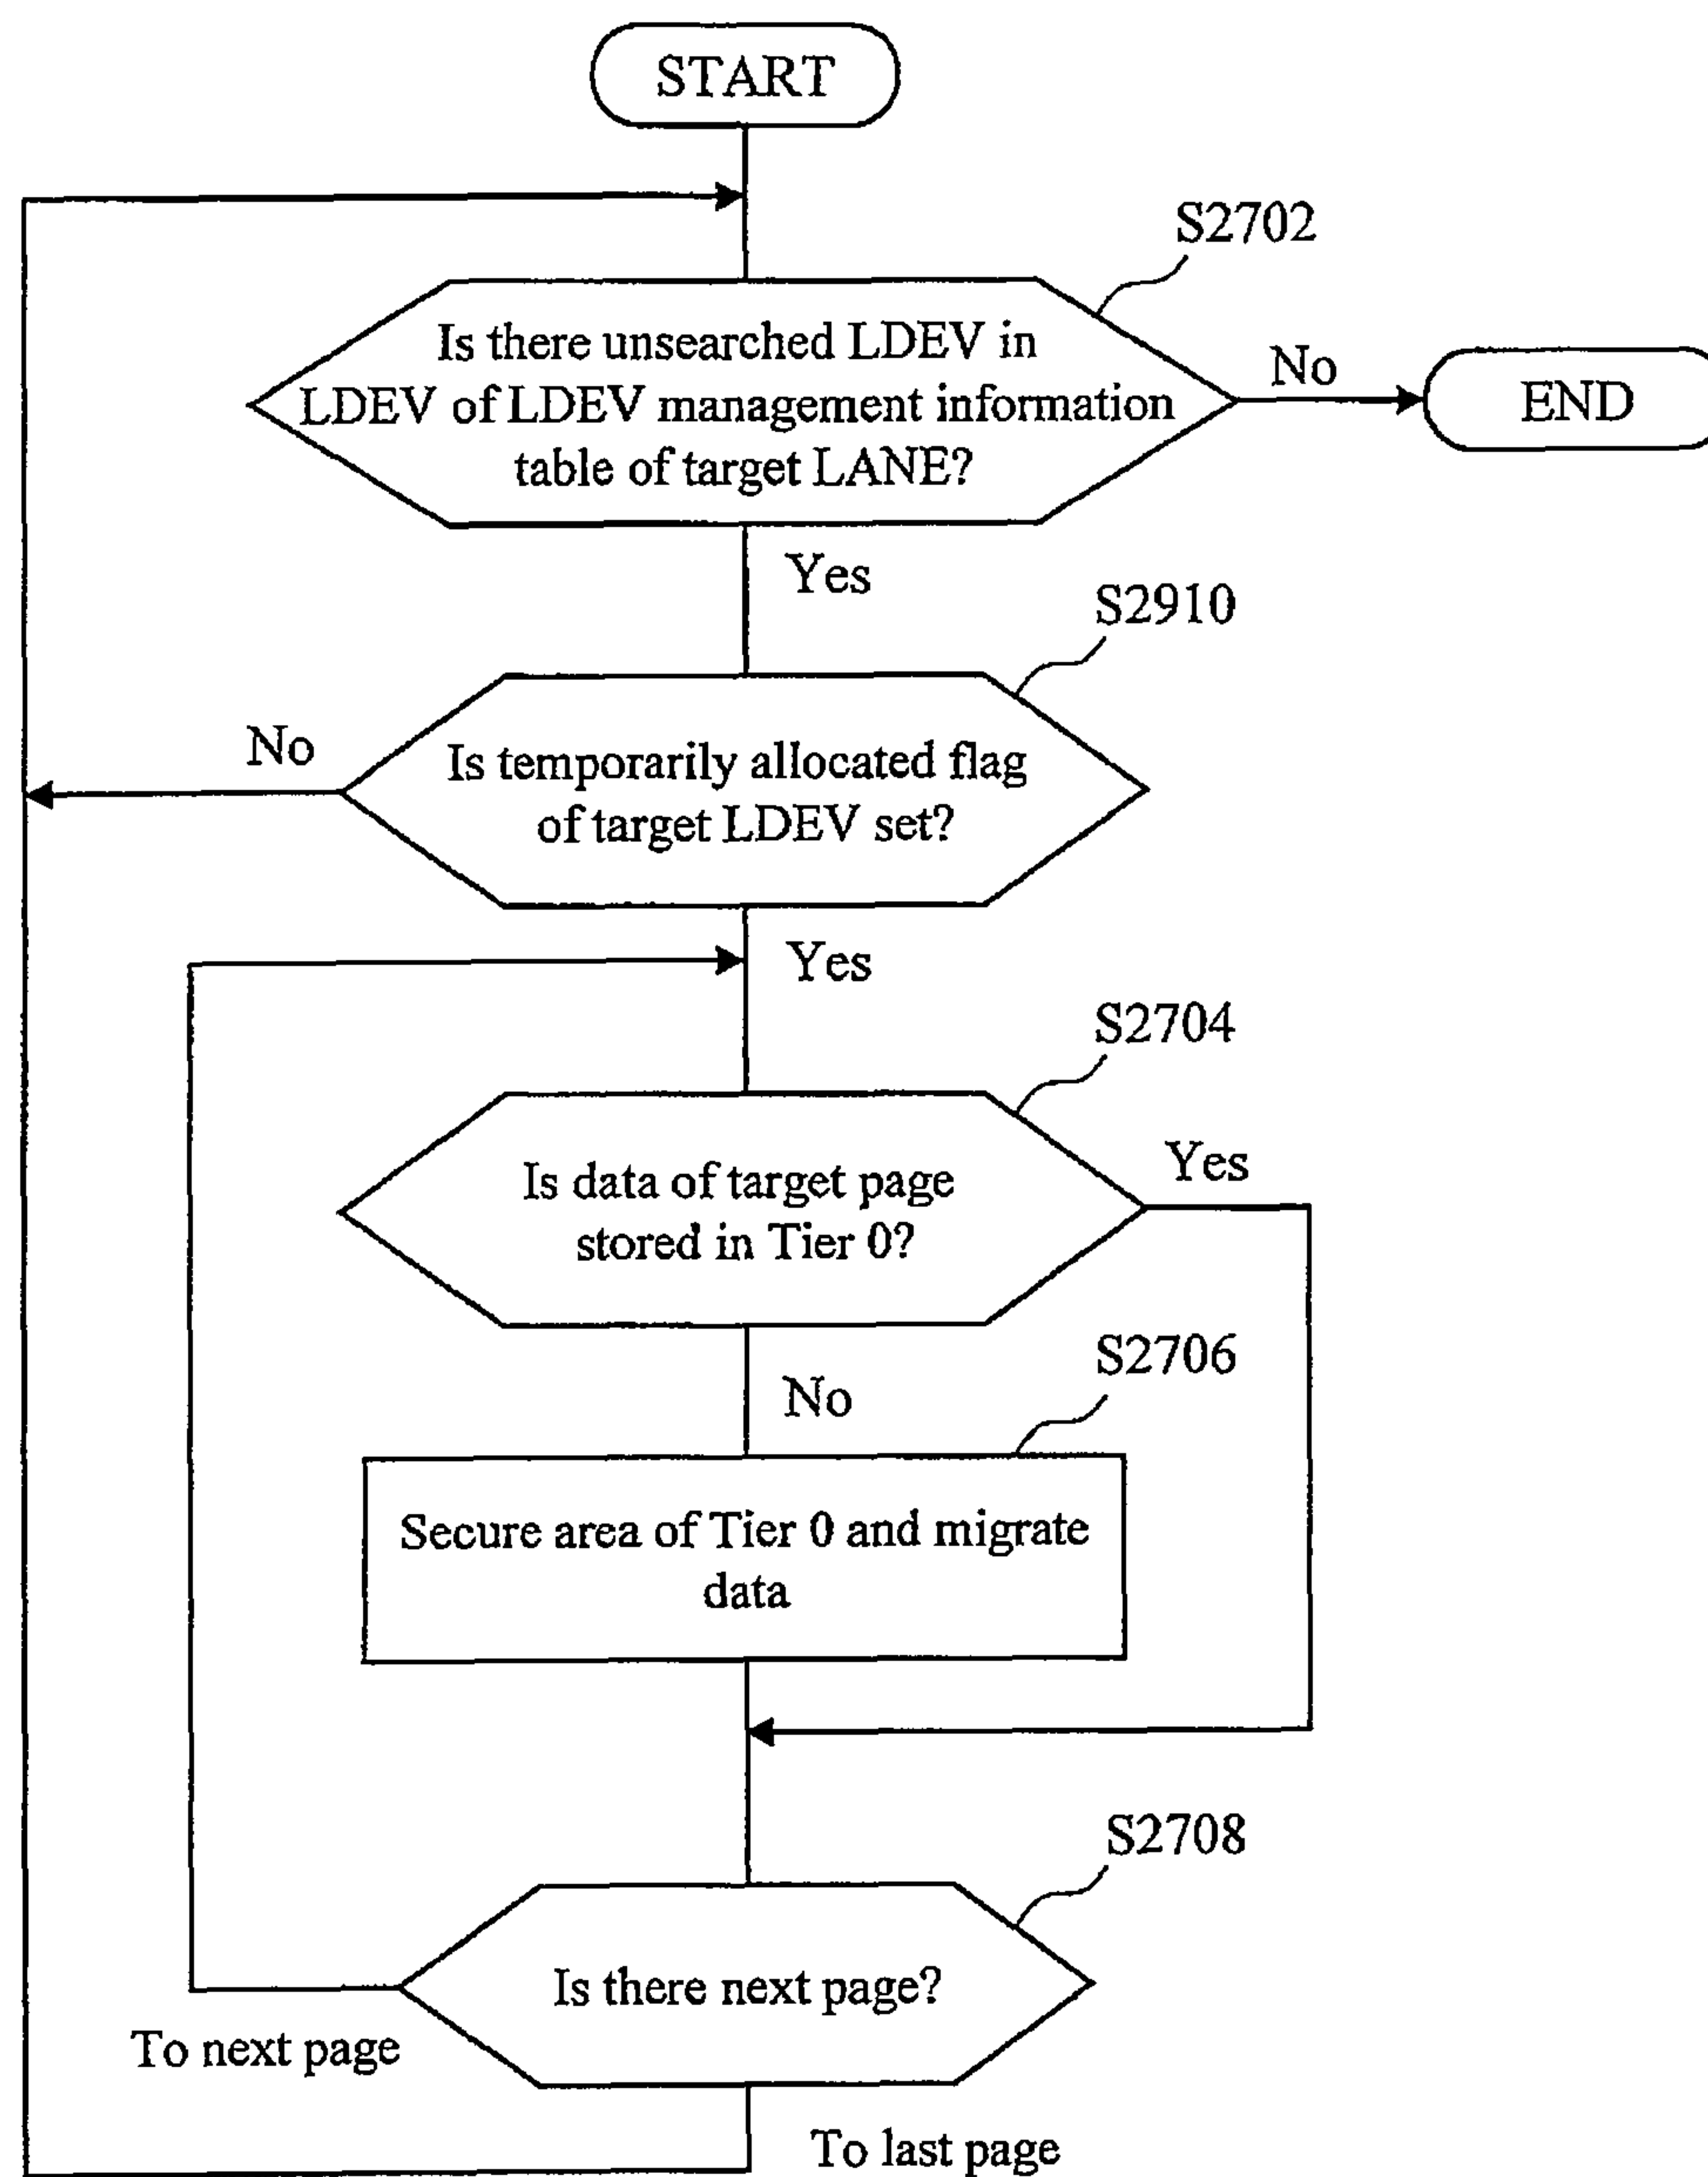 START
S2702
Is there unsearched LDEV in
LDEV of LDEV management information
table of target LANE?
No
END
Yes
S2910
No
Is temporarily allocated flag
of target LDEV set?
Yes
S2704
Yes
Is data of target page
stored in Tier 0?
S2706
No
Secure area of Tier 0 and migrate
data
S2708
Is there next page?
To next page
To last page